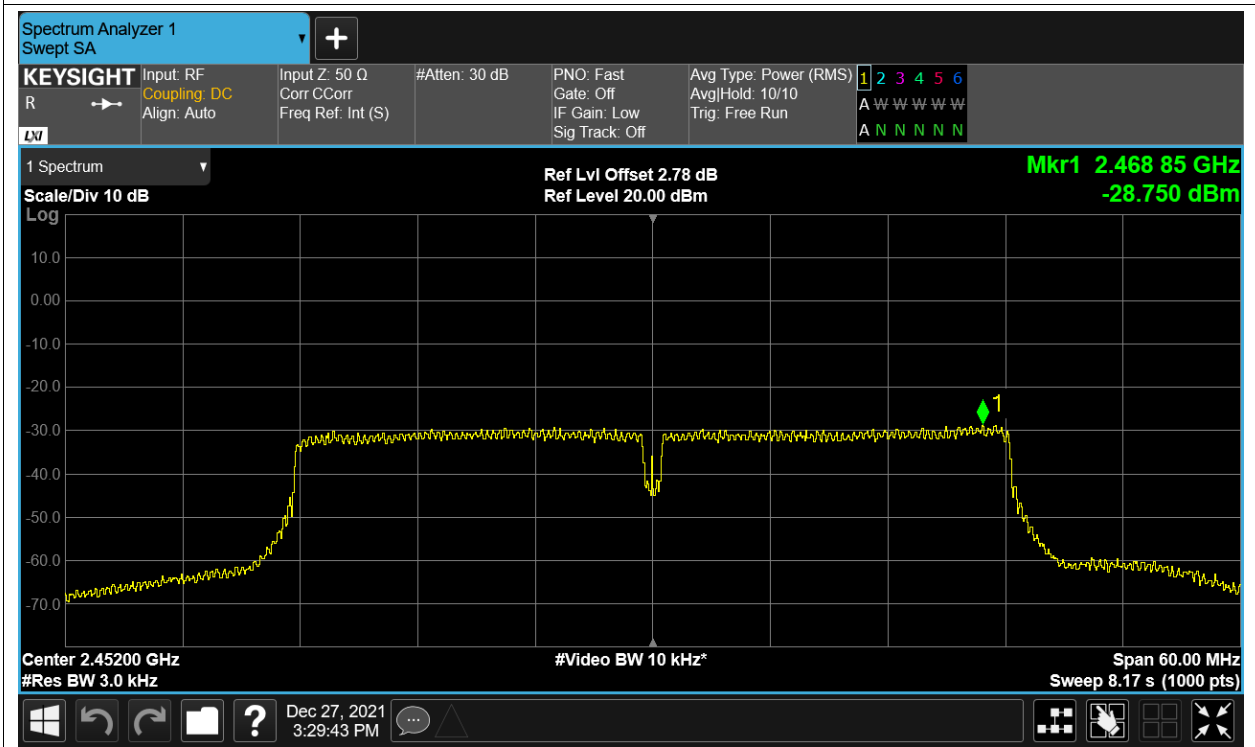 Spectrum Analyzer 1
Swept SA
KEYSIGHT Input: RF Input Z: 50 Ω #Atten: 30 dB PNO: Fast Avg Type: Power (RMS) 1 2 3 4 5 6
R Coupling: DC Corr CCorr Gate: Off Avg|Hold: 10/10 A W W W W W
Align: Auto Freq Ref: Int (S) IF Gain: Low Trig: Free Run
LXI Sig Track: Off A N N N N N
1 Spectrum Ref Lvl Offset 2.78 dB Mkr1 2.468 85 GHz
Scale/Div 10 dB Ref Level 20.00 dBm -28.750 dBm
Log
10.0
0.00
-10.0
-20.0
1
-30.0
-40.0
-50.0
-60.0
-70.0
Center 2.45200 GHz #Video BW 10 kHz* Span 60.00 MHz
#Res BW 3.0 kHz Sweep 8.17 s (1000 pts)
? Dec 27, 2021
3:29:43 PM